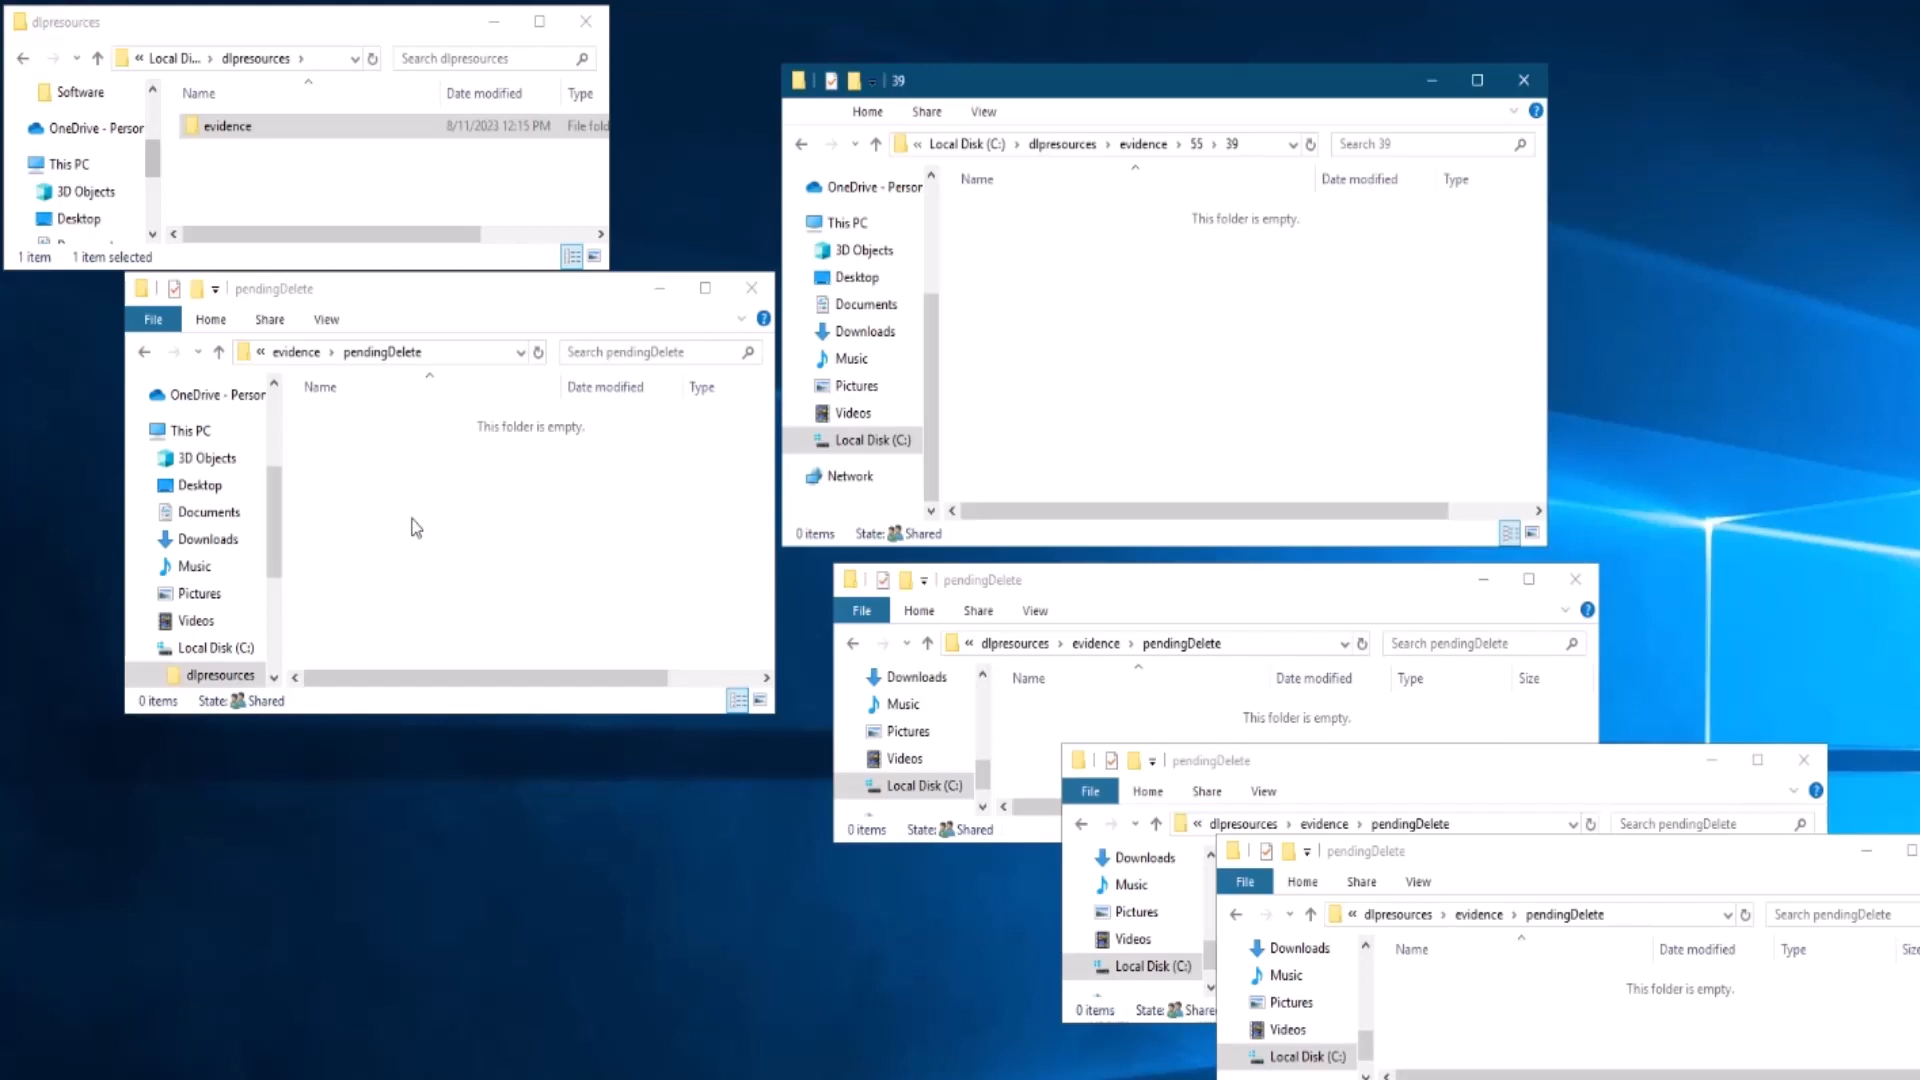 dlpresources
« Local Di... › dlpresources ›
Search dlpresources
Software
OneDrive - Person
This PC
3D Objects
Desktop
Name
Date modified
Type
evidence
8/11/2023 12:15 PM
File fold
1 item
1 item selected
pendingDelete
File
Home
Share
View
« evidence › pendingDelete
Search pendingDelete
Name
Date modified
Type
This folder is empty.
OneDrive - Person
This PC
3D Objects
Desktop
Documents
Downloads
Music
Pictures
Videos
Local Disk (C:)
dlpresources
0 items
State: Shared
39
Home
Share
View
« Local Disk (C:) › dlpresources › evidence › 55 › 39
Search 39
Name
Date modified
Type
This folder is empty.
OneDrive - Person
This PC
3D Objects
Desktop
Documents
Downloads
Music
Pictures
Videos
Local Disk (C:)
Network
0 items
State: Shared
pendingDelete
File
Home
Share
View
« dlpresources › evidence › pendingDelete
Search pendingDelete
Name
Date modified
Type
Size
This folder is empty.
Downloads
Music
Pictures
Videos
Local Disk (C:)
0 items
State: Shared
pendingDelete
File
Home
Share
View
« dlpresources › evidence › pendingDelete
Search pendingDelete
Downloads
Music
Pictures
Videos
Local Disk (C:)
0 items
State: Share
pendingDelete
File
Home
Share
View
« dlpresources › evidence › pendingDelete
Search pendingDelete
Name
Date modified
Type
Size
This folder is empty.
Downloads
Music
Pictures
Videos
Local Disk (C:)